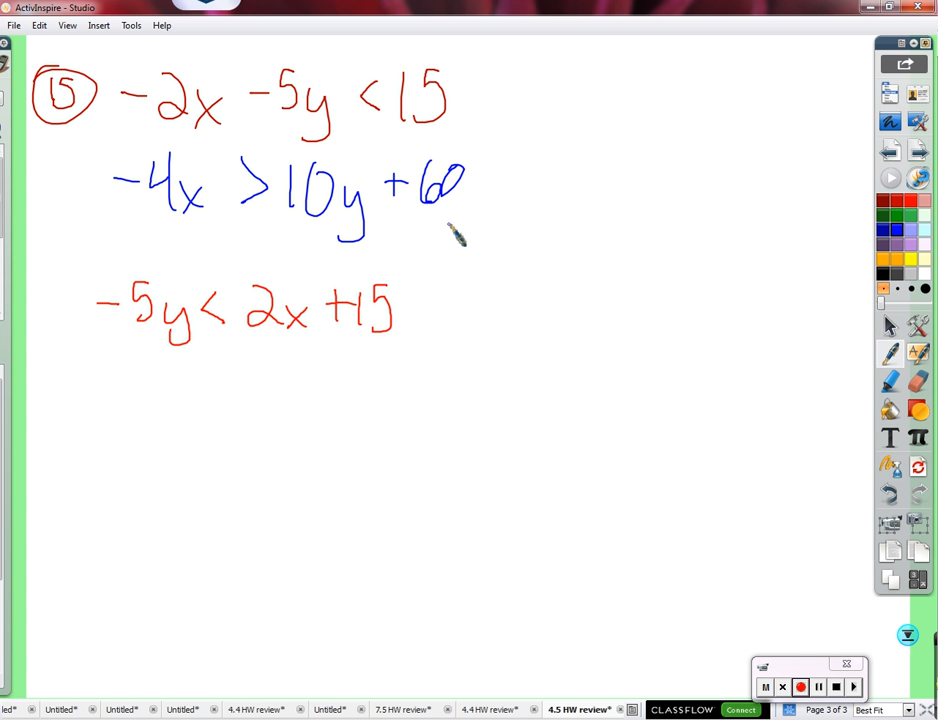 ActivInspire - Studio
File Edit View Insert Tools Help
15 -2x -5y < 15
-4x > 10y + 60
-5y < 2x + 15
M
led* Untitled* Untitled* Untitled* 4.4 HW review* Untitled* 7.5 HW review* 4.4 HW review* 4.5 HW review* CLASSFLOW Connect Page 3 of 3 Best Fit